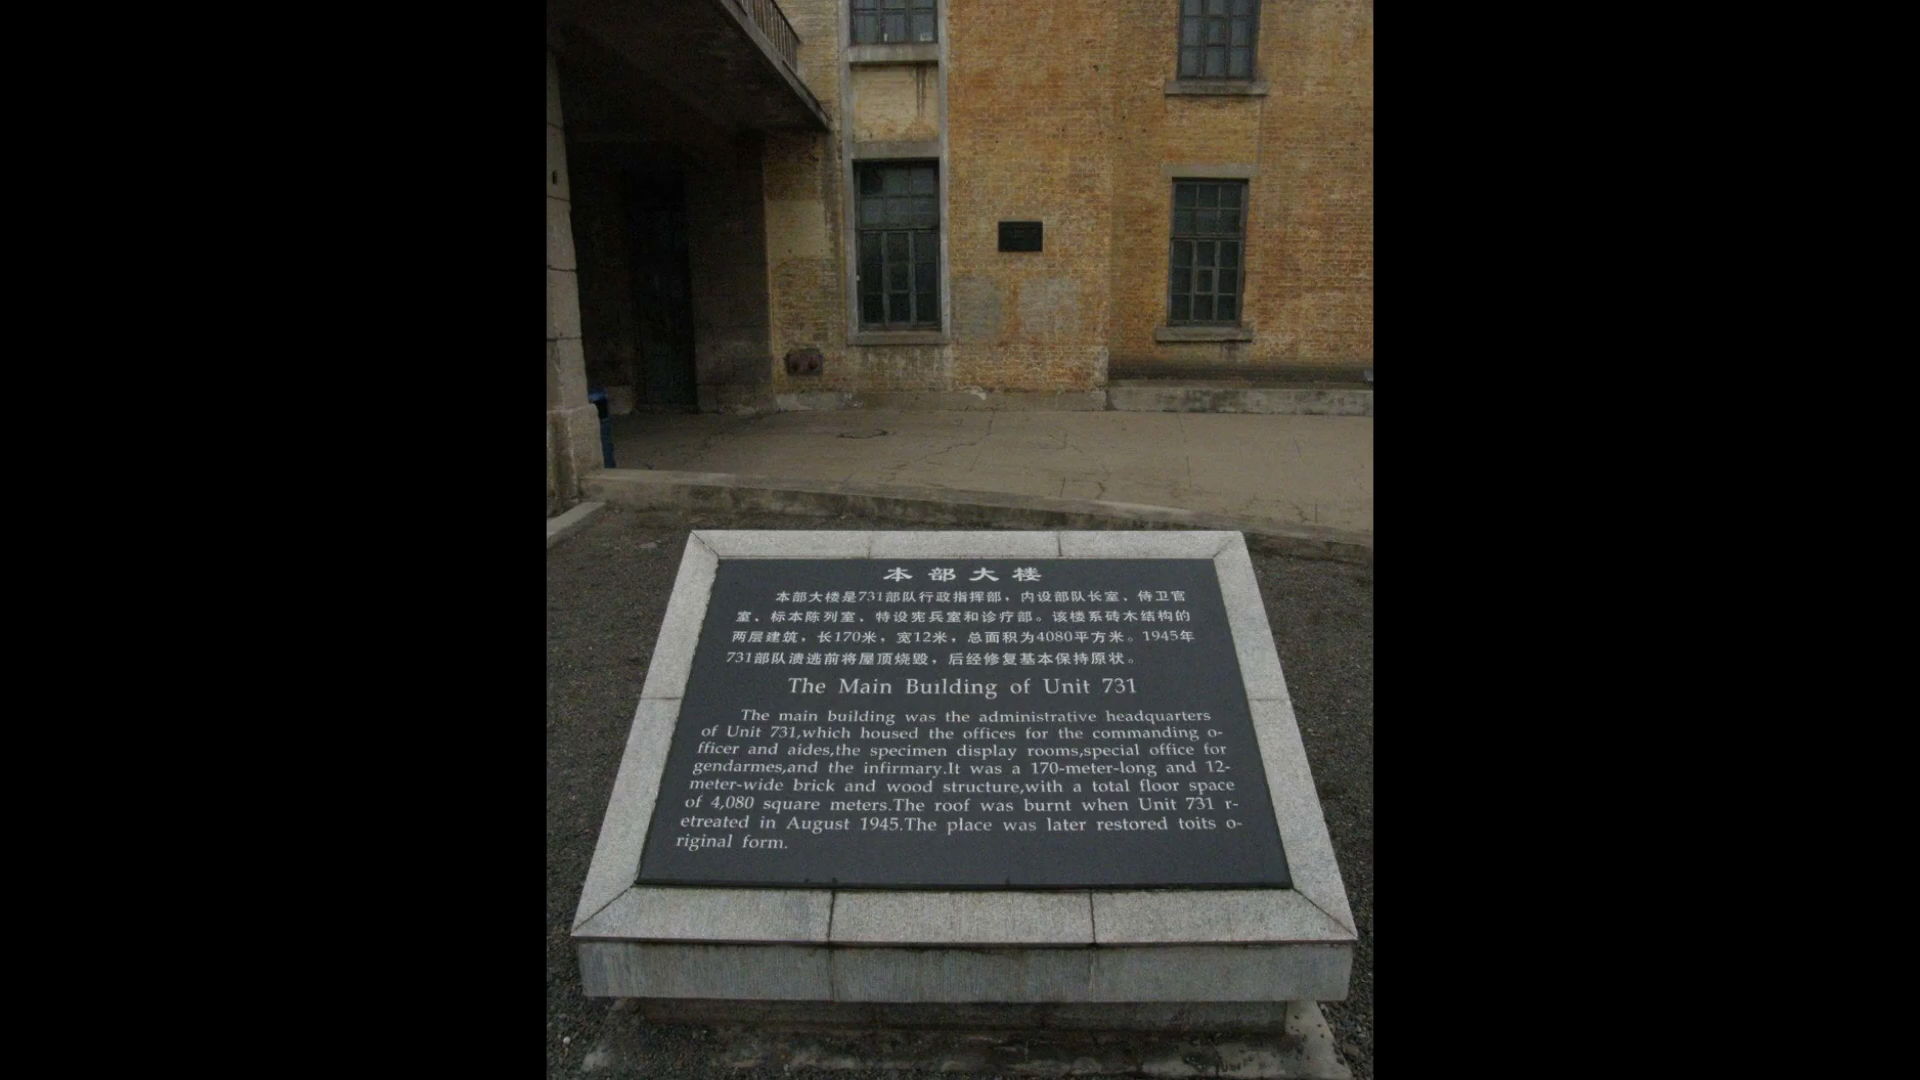 本部大楼
本部大楼是731部队行政指挥部，内设部队长室、侍卫官
室、标本陈列室、特设宪兵室和诊疗部。该楼系砖木结构的
两层建筑，长170米，宽12米，总面积为4080平方米。1945年
731部队溃逃前将屋顶烧毁，后经修复基本保持原状。
The Main Building of Unit 731
The main building was the administrative headquarters
of Unit 731,which housed the offices for the commanding o-
fficer and aides,the specimen display rooms,special office for
gendarmes,and the infirmary.It was a 170-meter-long and 12-
meter-wide brick and wood structure,with a total floor space
of 4,080 square meters.The roof was burnt when Unit 731 r-
etreated in August 1945.The place was later restored toits o-
riginal form.